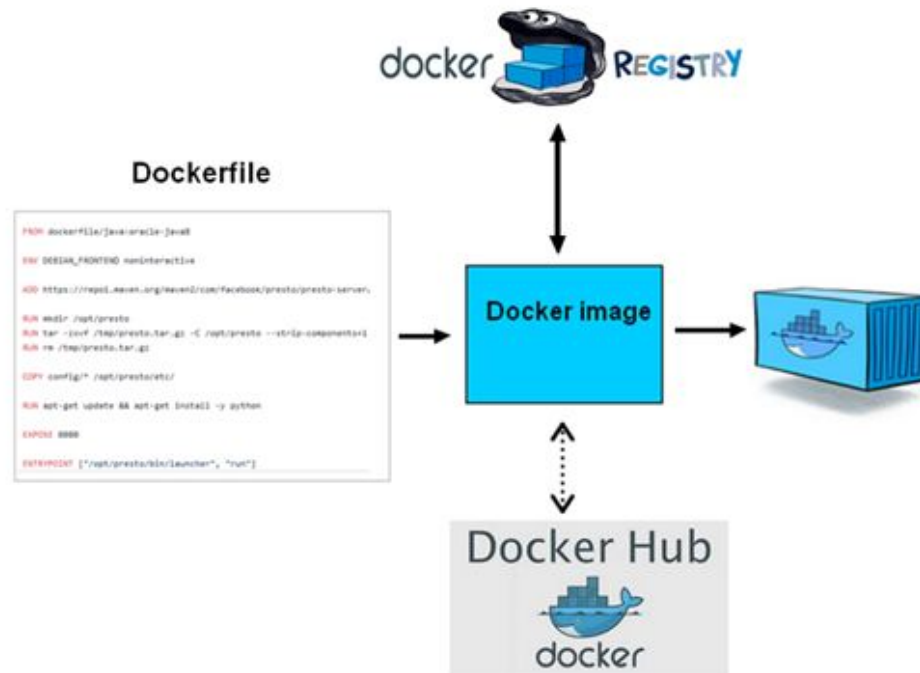 docker REGISTRY
Dockerfile
FROM dockerfile/java:oracle-java8
ENV DEBIAN_FRONTEND noninteractive
ADD https://repo1.maven.org/maven2/com/facebook/presto/presto-server/
RUN mkdir /opt/presto
RUN tar -zxvf /tmp/presto.tar.gz -C /opt/presto --strip-components=1
RUN rm /tmp/presto.tar.gz
COPY config/* /opt/presto/etc/
RUN apt-get update && apt-get install -y python
EXPOSE 8080
ENTRYPOINT ["/opt/presto/bin/launcher", "run"]
Docker image
Docker Hub
docker